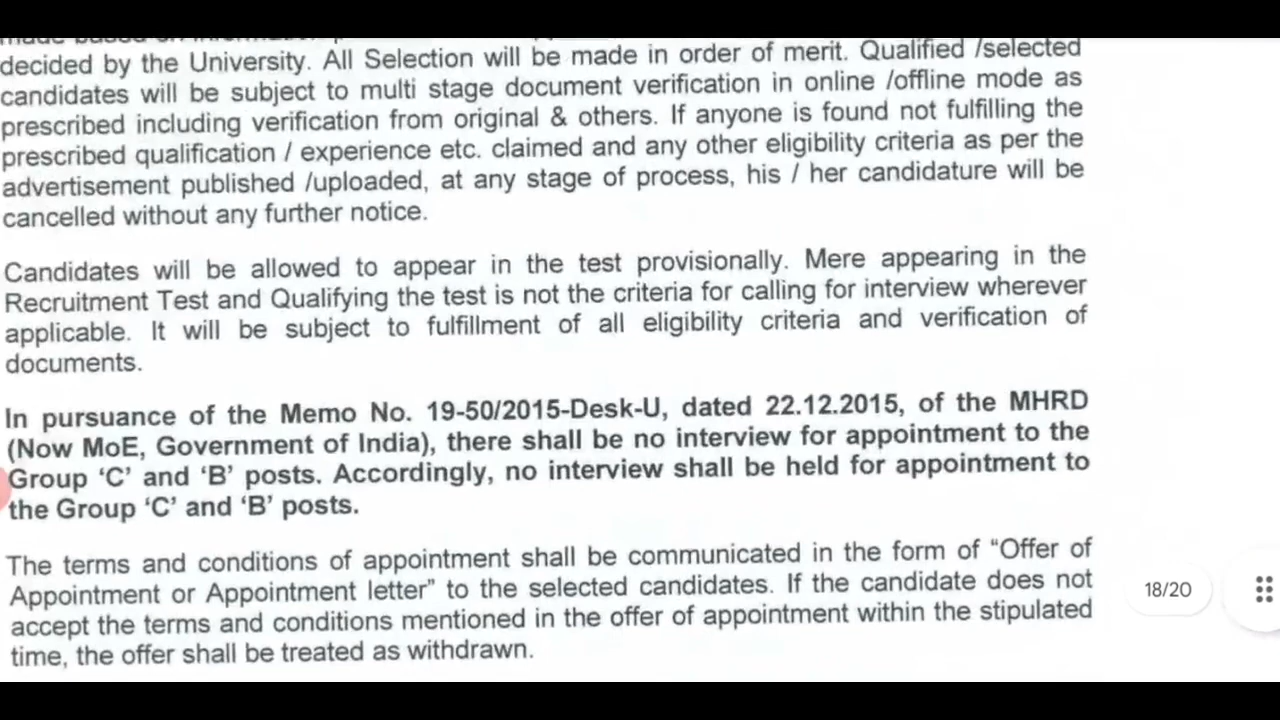 decided by the University. All Selection will be made in order of merit. Qualified /selected
candidates will be subject to multi stage document verification in online /offline mode as
prescribed including verification from original & others. If anyone is found not fulfilling the
prescribed qualification / experience etc. claimed and any other eligibility criteria as per the
advertisement published /uploaded, at any stage of process, his / her candidature will be
cancelled without any further notice.
Candidates will be allowed to appear in the test provisionally. Mere appearing in the
Recruitment Test and Qualifying the test is not the criteria for calling for interview wherever
applicable. It will be subject to fulfillment of all eligibility criteria and verification of
documents.
In pursuance of the Memo No. 19-50/2015-Desk-U, dated 22.12.2015, of the MHRD
(Now MoE, Government of India), there shall be no interview for appointment to the
Group ‘C’ and ‘B’ posts. Accordingly, no interview shall be held for appointment to
the Group ‘C’ and ‘B’ posts.
The terms and conditions of appointment shall be communicated in the form of “Offer of
Appointment or Appointment letter” to the selected candidates. If the candidate does not
accept the terms and conditions mentioned in the offer of appointment within the stipulated
time, the offer shall be treated as withdrawn.
18/20